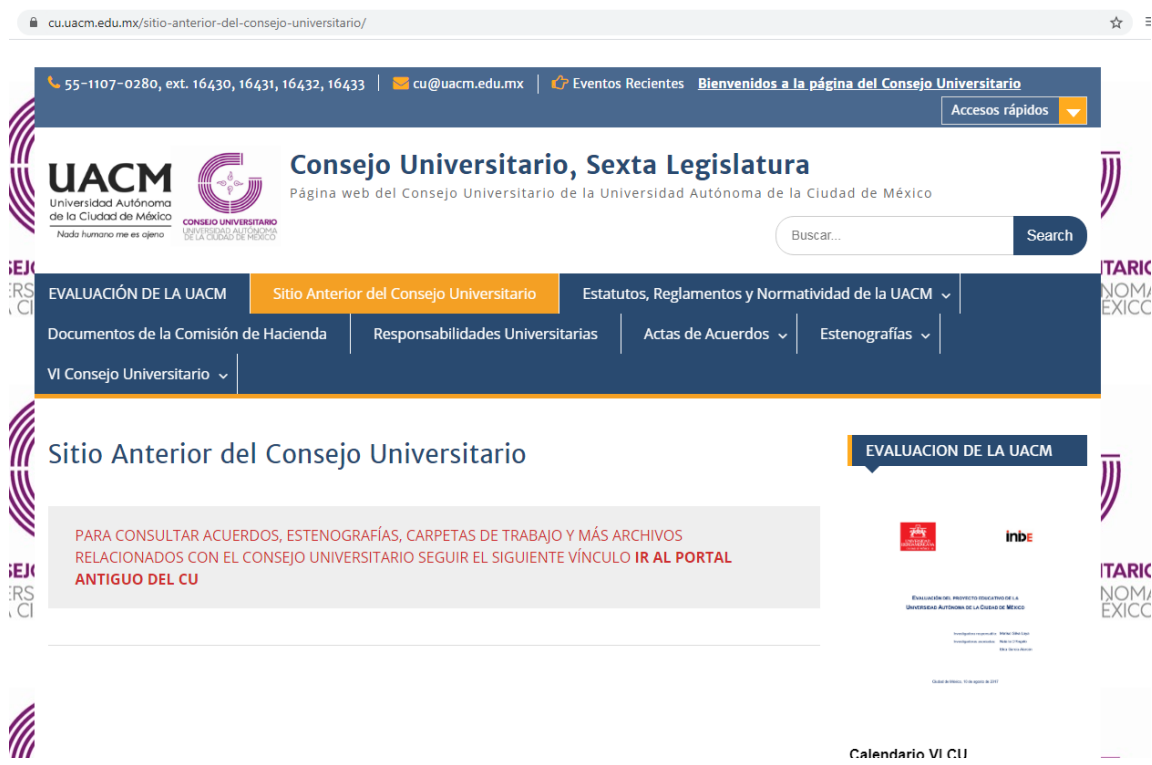 cu.uacm.edu.mx/sitio-anterior-del-consejo-universitario/
55-1107-0280, ext. 16430, 16431, 16432, 16433 cu@uacm.edu.mx Eventos Recientes Bienvenidos a la página del Consejo Universitario
Accesos rápidos
UACM
Universidad Autónoma
de la Ciudad de México
Nada humano me es ajeno
CONSEJO UNIVERSITARIO
UNIVERSIDAD AUTÓNOMA
DE LA CIUDAD DE MÉXICO
Consejo Universitario, Sexta Legislatura
Página web del Consejo Universitario de la Universidad Autónoma de la Ciudad de México
Buscar... Search
EVALUACIÓN DE LA UACM Sitio Anterior del Consejo Universitario Estatutos, Reglamentos y Normatividad de la UACM
Documentos de la Comisión de Hacienda Responsabilidades Universitarias Actas de Acuerdos Estenografías
VI Consejo Universitario
Sitio Anterior del Consejo Universitario
PARA CONSULTAR ACUERDOS, ESTENOGRAFÍAS, CARPETAS DE TRABAJO Y MÁS ARCHIVOS
RELACIONADOS CON EL CONSEJO UNIVERSITARIO SEGUIR EL SIGUIENTE VÍNCULO IR AL PORTAL
ANTIGUO DEL CU
EVALUACION DE LA UACM
inbe
EVALUACIÓN DEL PROYECTO EDUCATIVO DE LA
UNIVERSIDAD AUTÓNOMA DE LA CIUDAD DE MÉXICO
Calendario VI CU